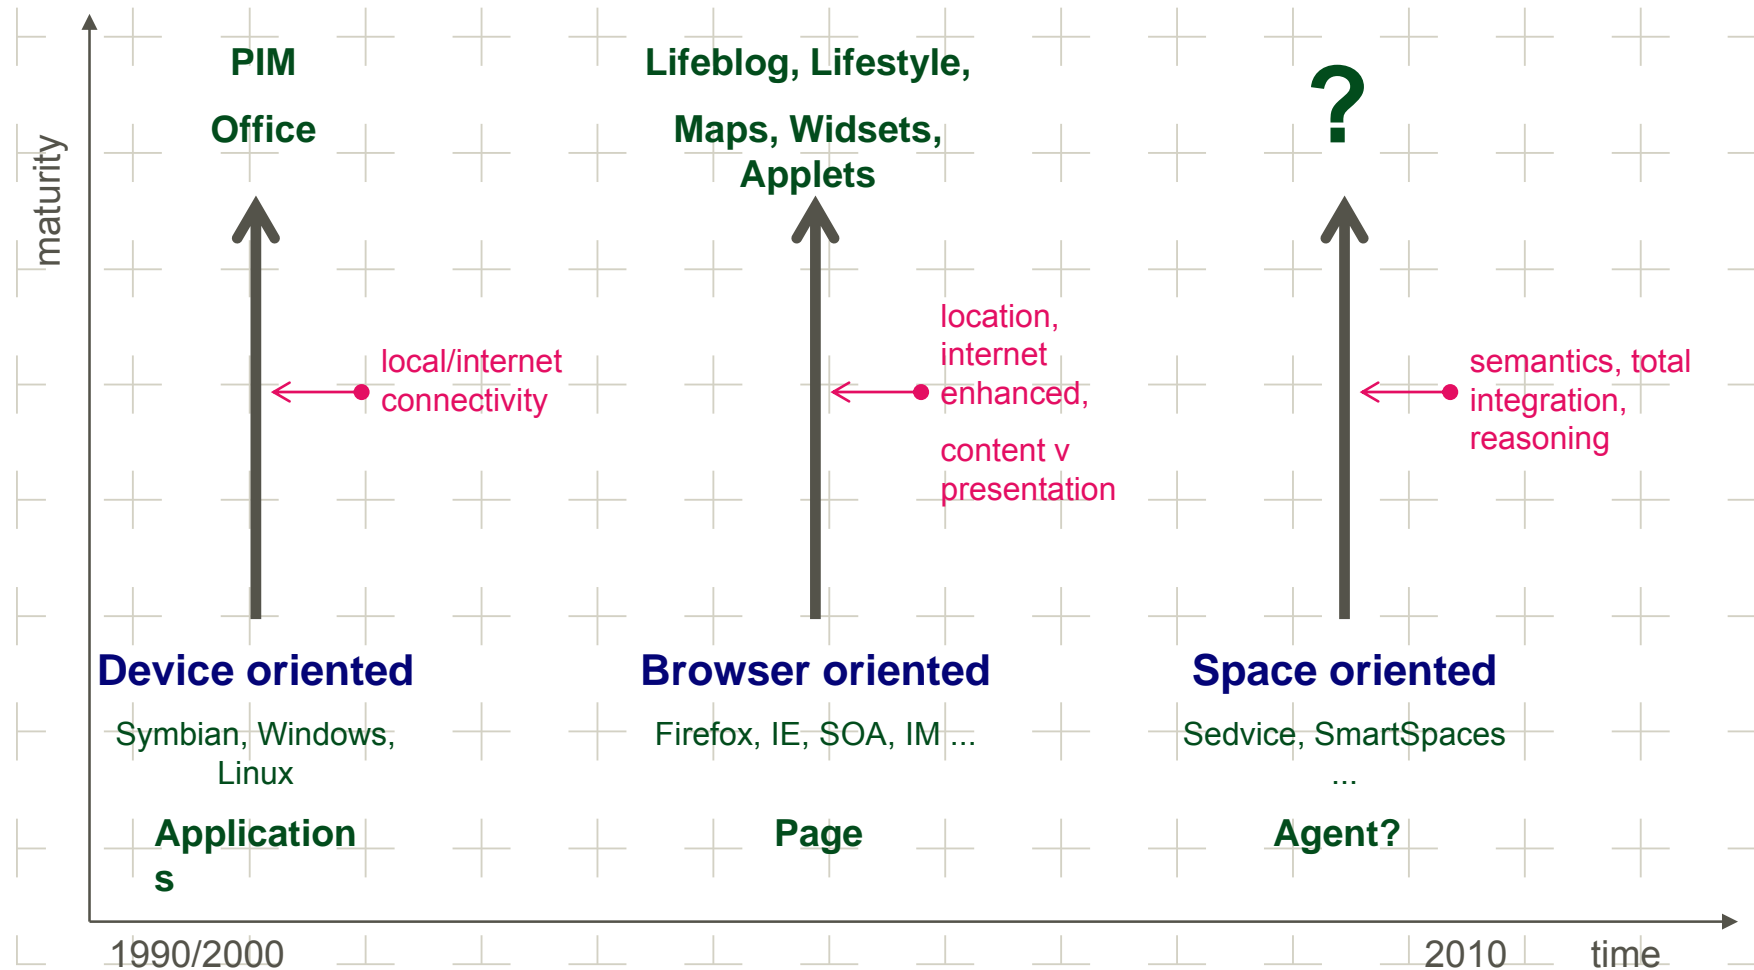 maturity
PIM
Office
Lifeblog, Lifestyle,
Maps, Widsets,
Applets
?
local/internet
connectivity
location,
internet
enhanced,
content v
presentation
semantics, total
integration,
reasoning
Device oriented
Symbian, Windows,
Linux
Application
s
Browser oriented
Firefox, IE, SOA, IM ...
Page
Space oriented
Sedvice, SmartSpaces
...
Agent?
1990/2000
2010
time